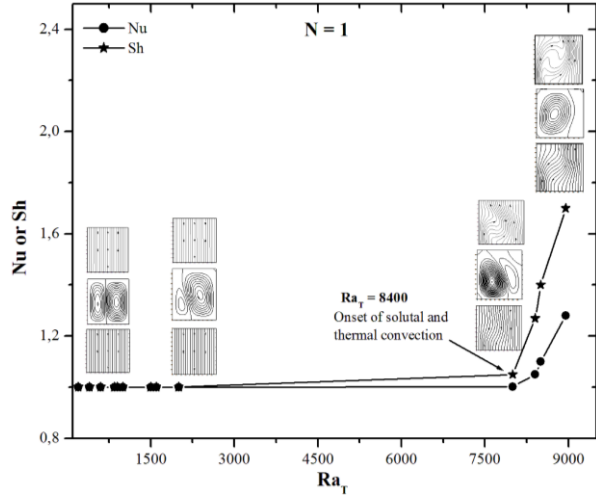 2,4
N = 1
Nu
Sh
2,0
1,6
Nu or Sh
Ra_T = 8400
Onset of solutal and
thermal convection
1,2
0,8
1500 3000 4500 6000 7500 9000
Ra_T